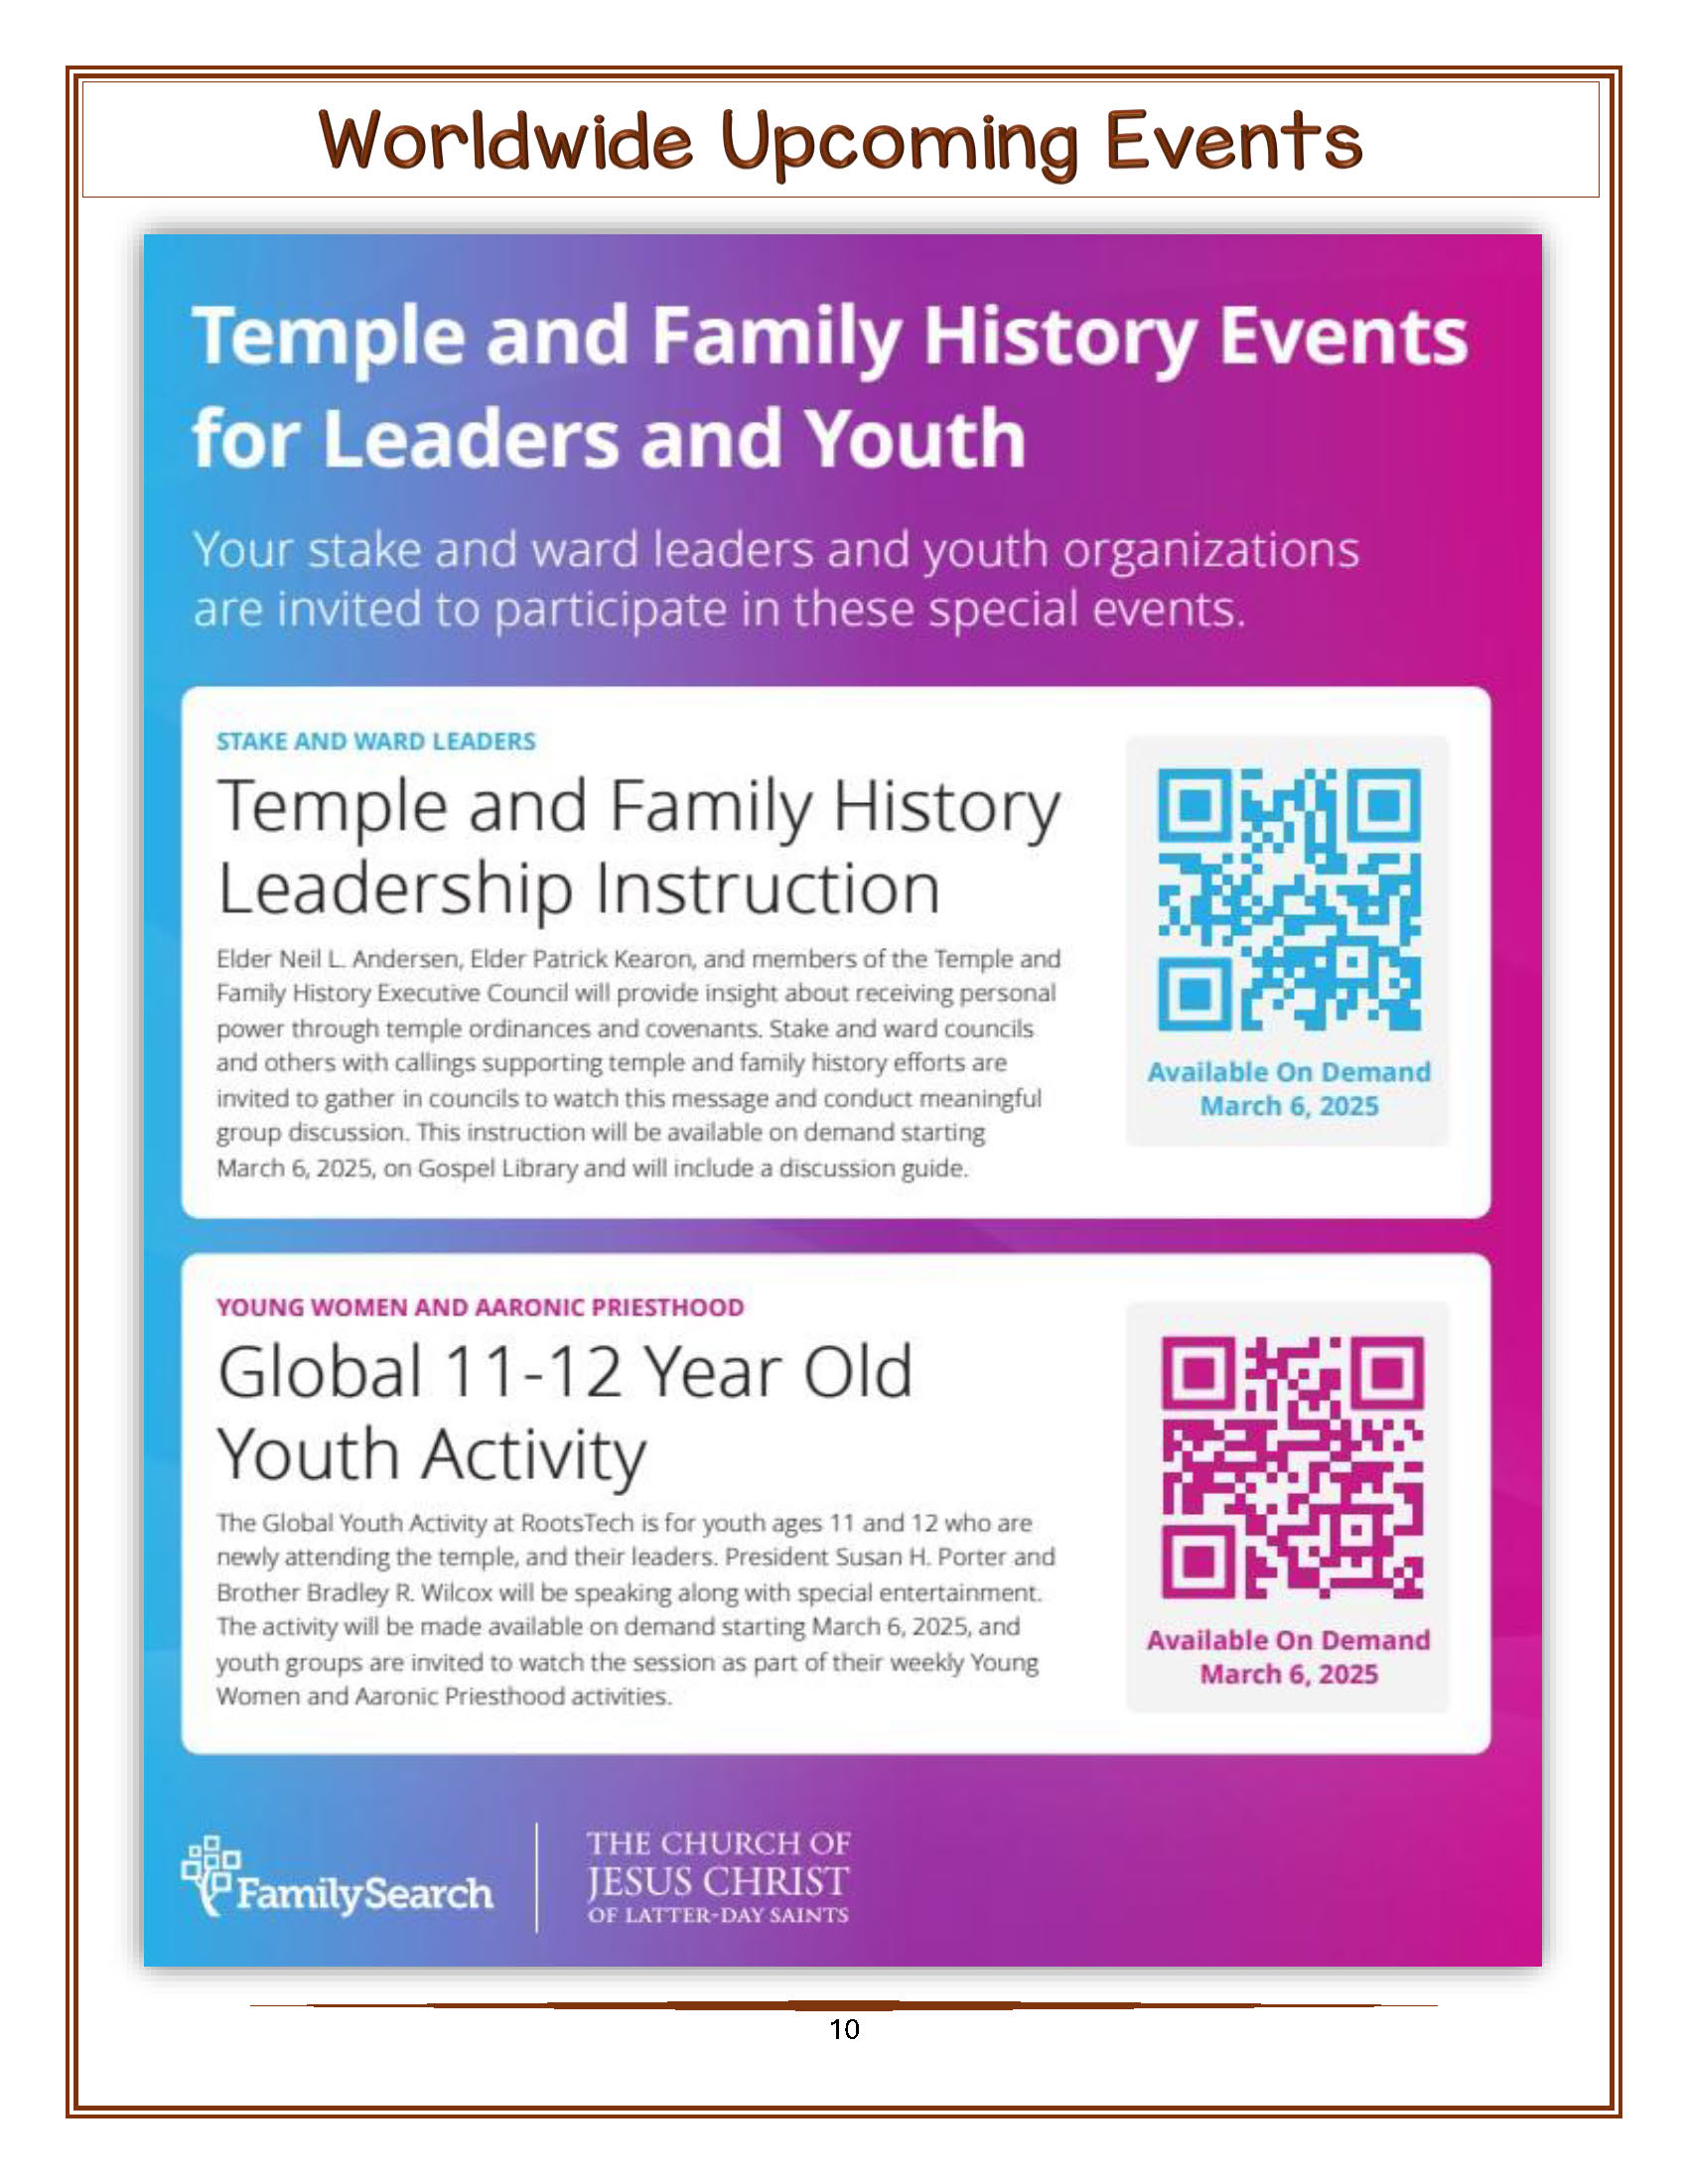 Worldwide Upcoming Events
Temple and Family History Events
for Leaders and Youth
Your stake and ward leaders and youth organizations
are invited to participate in these special events.
STAKE AND WARD LEADERS
Temple and Family History
Leadership Instruction
Elder Neil L. Andersen, Elder Patrick Kearon, and members of the Temple and
Family History Executive Council will provide insight about receiving personal
power through temple ordinances and covenants. Stake and ward councils
and others with callings supporting temple and family history efforts are
invited to gather in councils to watch this message and conduct meaningful
group discussion. This instruction will be available on demand starting
March 6, 2025, on Gospel Library and will include a discussion guide.
Available On Demand
March 6, 2025
YOUNG WOMEN AND AARONIC PRIESTHOOD
Global 11-12 Year Old
Youth Activity
The Global Youth Activity at RootsTech is for youth ages 11 and 12 who are
newly attending the temple, and their leaders. President Susan H. Porter and
Brother Bradley R. Wilcox will be speaking along with special entertainment.
The activity will be made available on demand starting March 6, 2025, and
youth groups are invited to watch the session as part of their weekly Young
Women and Aaronic Priesthood activities.
Available On Demand
March 6, 2025
FamilySearch
THE CHURCH OF
JESUS CHRIST
OF LATTER-DAY SAINTS
10